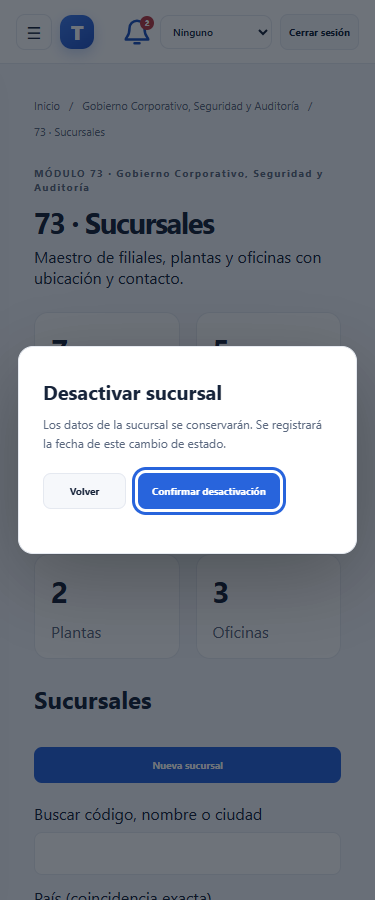 ☰ T 2 Ninguno Cerrar sesión
Inicio / Gobierno Corporativo, Seguridad y Auditoría /
73 · Sucursales
MÓDULO 73 · Gobierno Corporativo, Seguridad y
Auditoría
73 · Sucursales
Maestro de filiales, plantas y oficinas con
ubicación y contacto.
Desactivar sucursal
Los datos de la sucursal se conservarán. Se registrará
la fecha de este cambio de estado.
Volver Confirmar desactivación
2 3
Plantas Oficinas
Sucursales
Nueva sucursal
Buscar código, nombre o ciudad
País (coincidencia exacta)